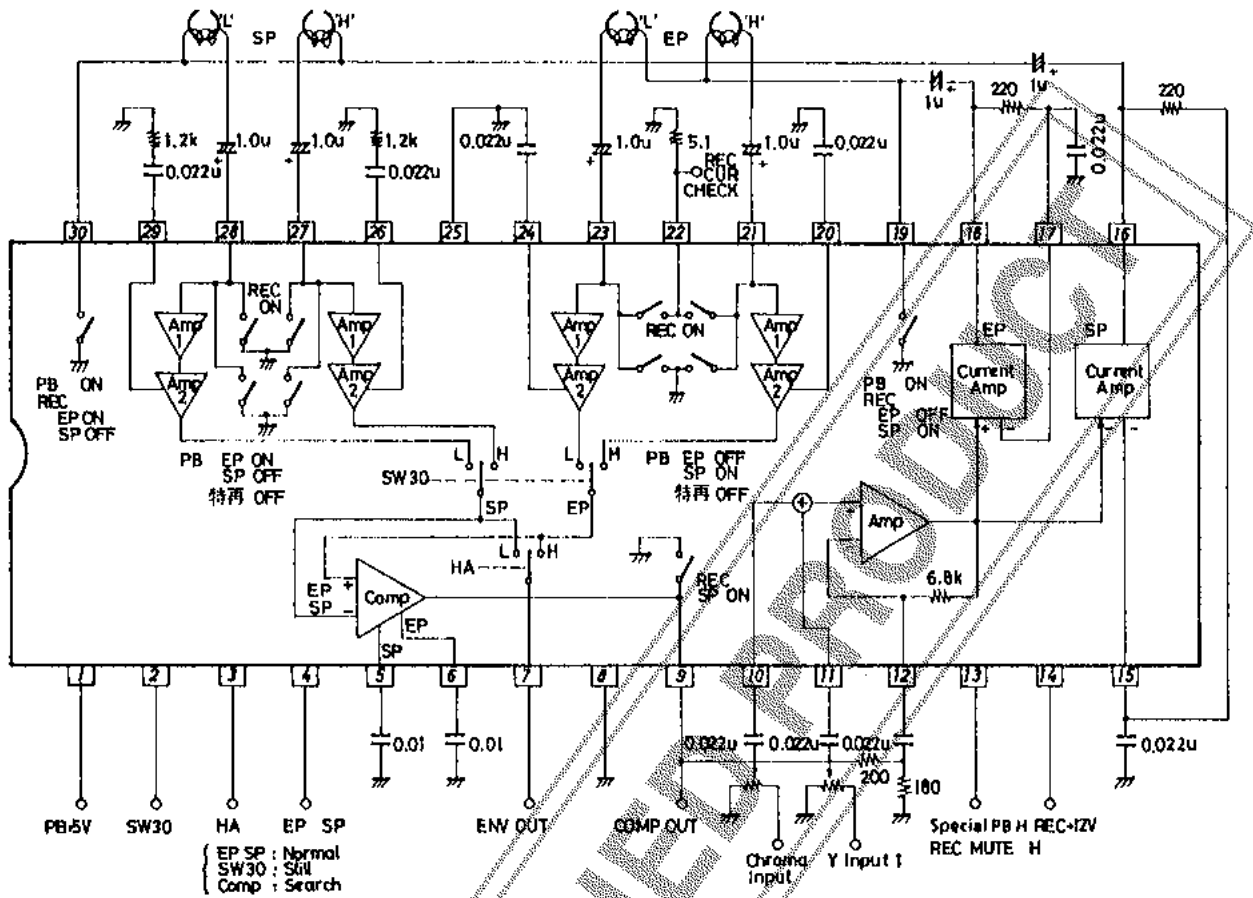 'L' SP 'H' 'L' EP 'H'
1u + 1u +
220 220
1.2k 1.0u 1.0u 1.2k 0.022u 1.0u 5.1 1.0u 0.022u 0.022u
0.022u 0.022u
REC
CUR
CHECK
30 29 28 27 26 25 24 23 22 21 20 19 18 17 16
REC
ON
REC ON
Amp
1
Amp
1
Amp
1
Amp
1
Amp
2
Amp
2
Amp
2
Amp
2
EP
Current
Amp
SP
Current
Amp
PB ON
REC
EP ON
SP OFF
PB ON
REC
EP OFF
SP ON
PB EP ON
SP OFF
特再 OFF
L H
SW30
SP
L H
EP
PB EP OFF
SP ON
特再 OFF
+
Amp
6.8k
L H
HA
EP +
SP −
Comp
EP
SP
REC
SP ON
1 2 3 4 5 6 7 8 9 10 11 12 13 14 15
0.01 0.01
0.022u 0.022u 0.022u
200
180
0.022u
PB+5V SW30 HA EP SP ENV OUT COMP OUT
Chroma
Input
Y Input 1
Special PB H REC+12V
REC MUTE H
EP SP : Normal
SW30 : Still
Comp : Search
NED PRODUCT